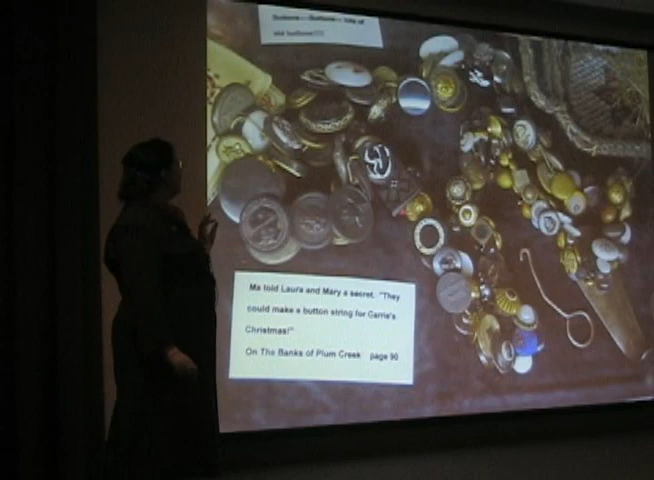 Buttons--Buttons-- lots of
old buttons!!!!
Ma told Laura and Mary a secret. "They
could make a button string for Carrie's
Christmas!"
On The Banks of Plum Creek page 90